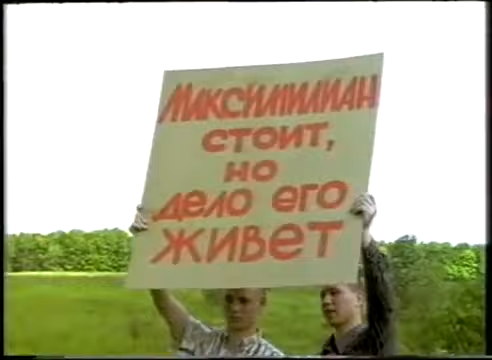 Максимилиан
стоит,
но
дело его
живет